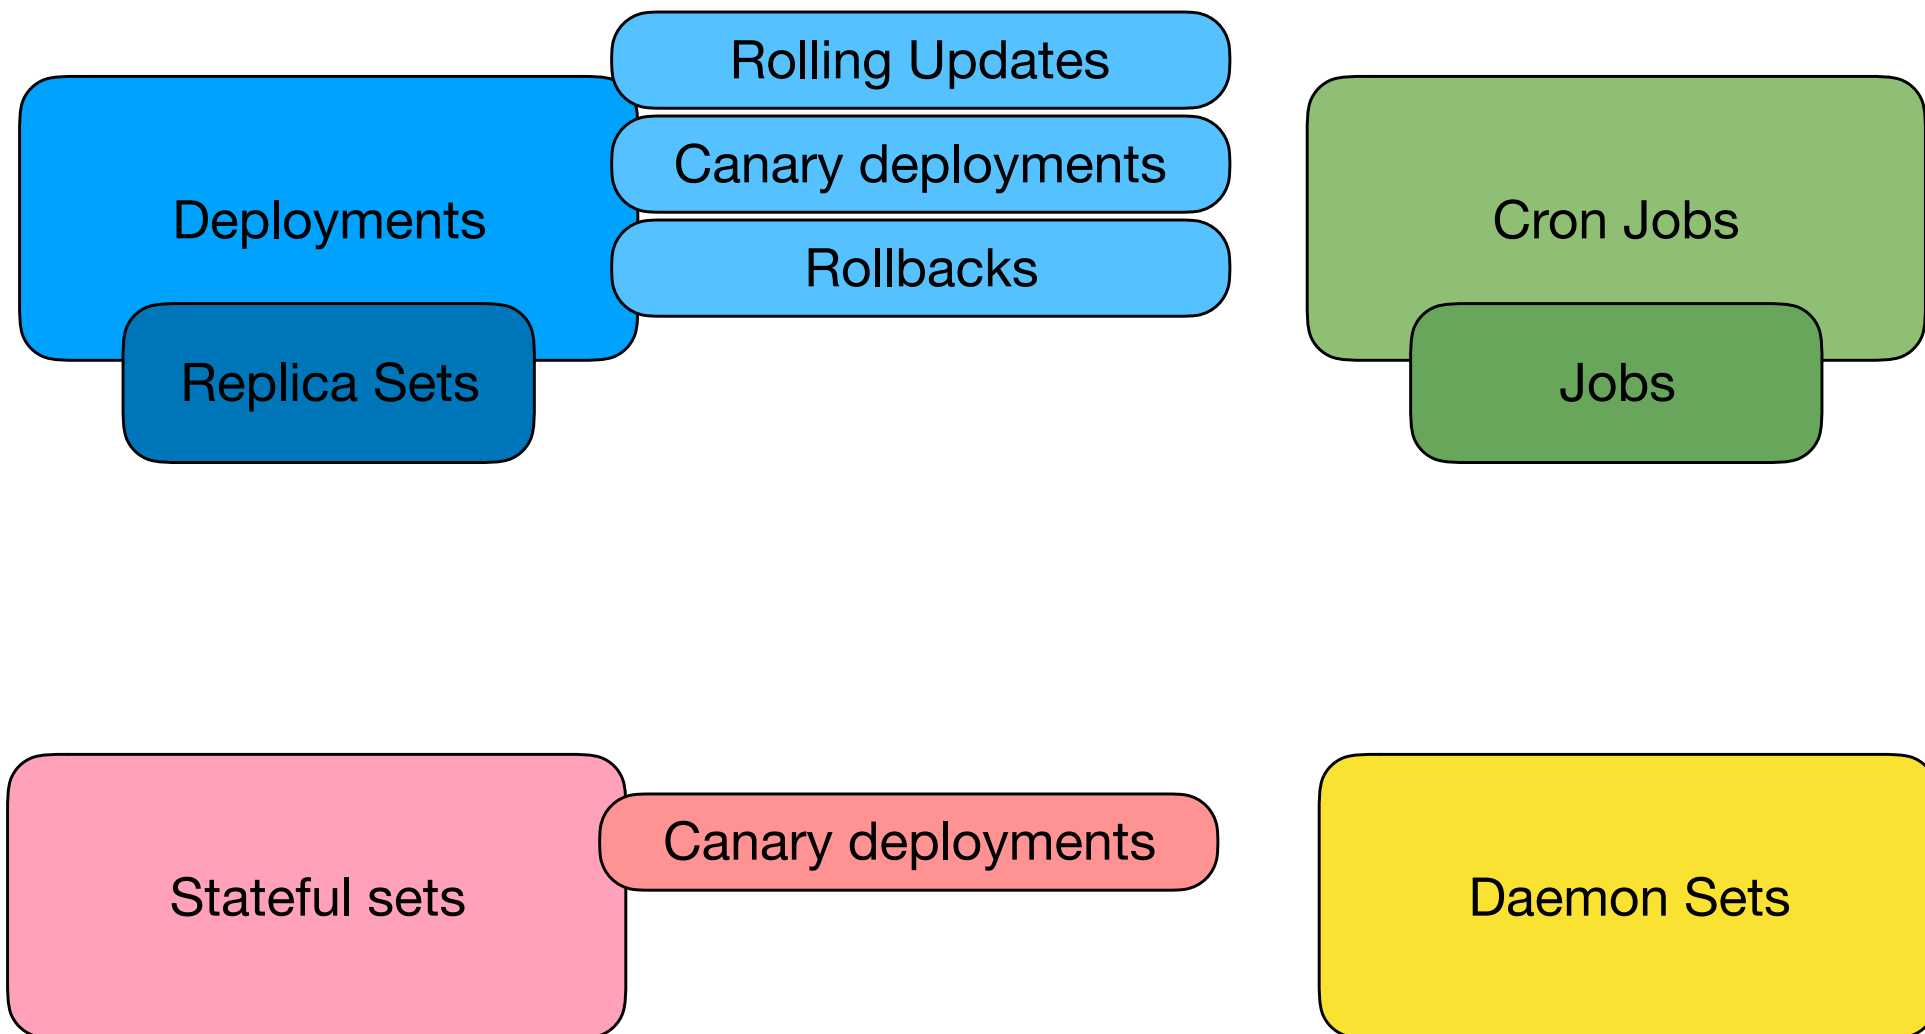 Rolling Updates
Canary deployments
Deployments
Rollbacks
Replica Sets
Cron Jobs
Jobs
Stateful sets
Canary deployments
Daemon Sets